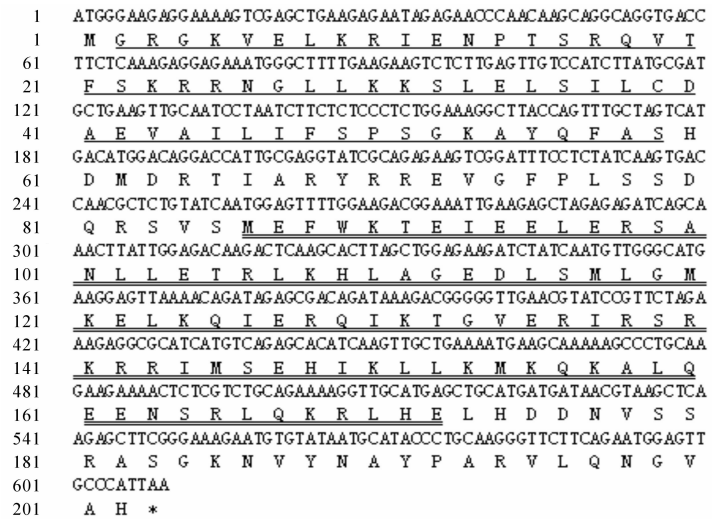 1 ATGGGAAGAGGAAAAGTCGAGCTGAAGAGAATAGAGAACCCAACAAGCAGGCAGGTGACC
1 M G R G K V E L K R I E N P T S R Q V T
61 TTCTCAAAGAGGAGAAATGGGCTTTTGAAGAAGTCTCTTGAGTTGTCCATCTTATGCGAT
21 F S K R R N G L L K K S L E L S I L C D
121 GCTGAAGTTGCAATCCTAATCTTCTCTCCCTCTGGAAAGGCTTACCAGTTTGCTAGTCAT
41 A E V A I L I F S P S G K A Y Q F A S H
181 GACATGGACAGGACCATTGCGAGGTATCGCAGAGAAGTCGGATTTCCTCTATCAAGTGAC
61 D M D R T I A R Y R R E V G F P L S S D
241 CAACGCTCTGTATCAATGGAGTTTTGGAAGACGGAAATTGAAGAGCTAGAGAGATCAGCA
81 Q R S V S M E F W K T E I E E L E R S A
301 AACTTATTGGAGACAAGACTCAAGCACTTAGCTGGAGAAGATCTATCAATGTTGGGCATG
101 N L L E T R L K H L A G E D L S M L G M
361 AAGGAGTTAAAACAGATAGAGCGACAGATAAAGACGGGGGTTGAACGTATCCGTTCTAGA
121 K E L K Q I E R Q I K T G V E R I R S R
421 AAGAGGCGCATCATGTCAGAGCACATCAAGTTGCTGAAAATGAAGCAAAAAGCCCTGCAA
141 K R R I M S E H I K L L K M K Q K A L Q
481 GAAGAAAACTCTCGTCTGCAGAAAAGGTTGCATGAGCTGCATGATGATAACGTAAGCTCA
161 E E N S R L Q K R L H E L H D D N V S S
541 AGAGCTTCGGGAAAGAATGTGTATAATGCATACCCTGCAAGGGTTCTTCAGAATGGAGTT
181 R A S G K N V Y N A Y P A R V L Q N G V
601 GCCCATTAA
201 A H *